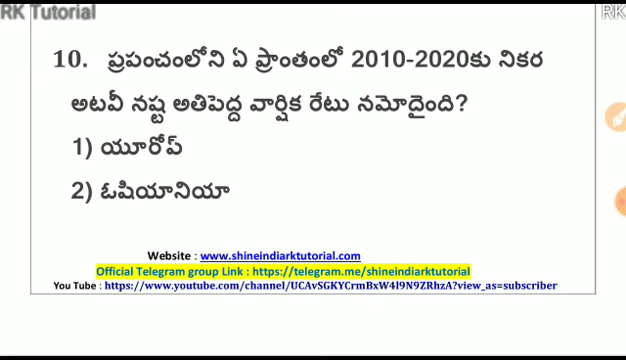 RK Tutorial
RK
10. ప్రపంచంలోని ఏ ప్రాంతంలో 2010-2020కు నికర
అటవీ నష్ట అతిపెద్ద వార్షిక రేటు నమోదైంది?
1) యూరోప్
2) ఓషియానియా
Website : www.shineindiarktutorial.com
Official Telegram group Link : https://telegram.me/shineindiarktutorial
You Tube : https://www.youtube.com/channel/UCAvSGKYCrmBxW4l9N9ZRhzA?view_as=subscriber